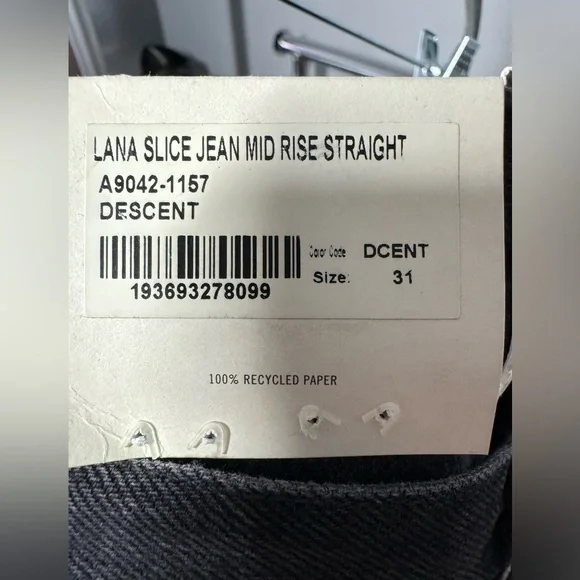 LANA SLICE JEAN MID RISE STRAIGHT
A9042-1157
DESCENT
Color Code DCENT
Size: 31
193693278099
100% RECYCLED PAPER